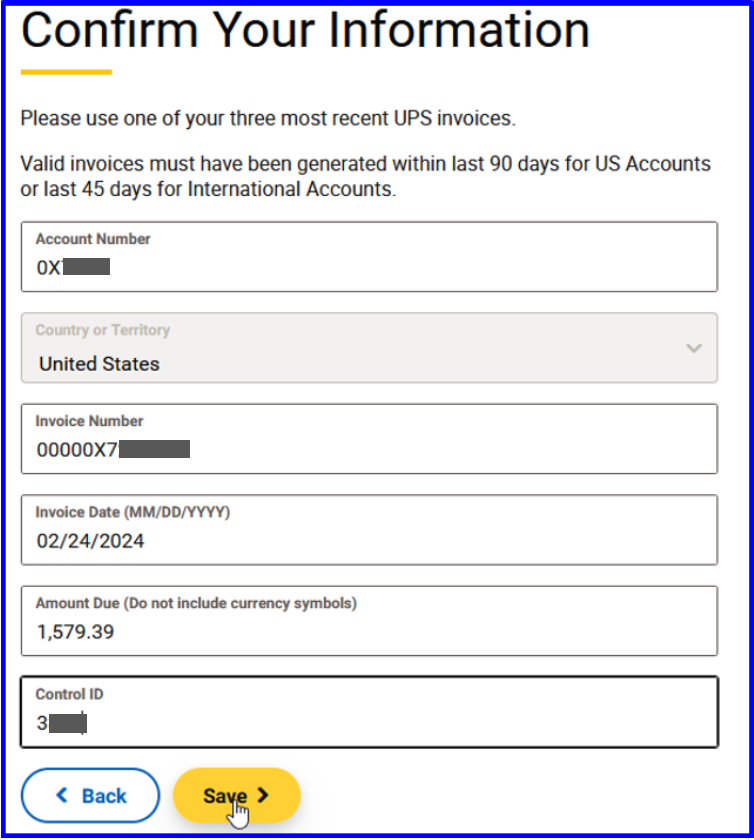 Confirm Your Information
Please use one of your three most recent UPS invoices.
Valid invoices must have been generated within last 90 days for US Accounts
or last 45 days for International Accounts.
Account Number
0X
Country or Territory
United States
Invoice Number
00000X7
Invoice Date (MM/DD/YYYY)
02/24/2024
Amount Due (Do not include currency symbols)
1,579.39
Control ID
3
Back
Save